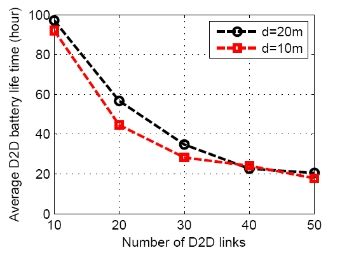 100
80
60
40
20
0
10
20
30
40
50
Average D2D battery life time (hour)
Number of D2D links
d=20m
d=10m